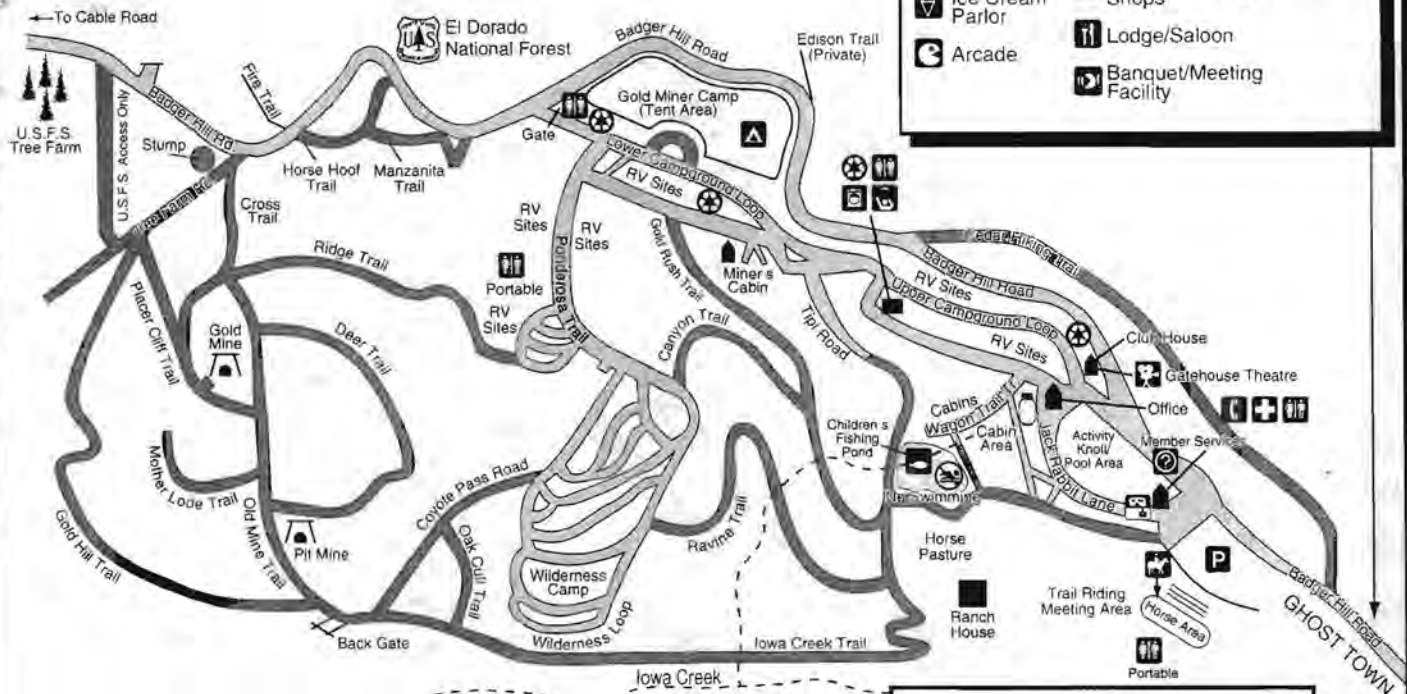 ←To Cable Road
U.S.F.S.
Tree Farm
U.S.F.S. Access Only
Badger Hill Rd.
Stump
Tree Farm Rd
Fire Trail
Cross
Trail
Horse Hoof
Trail
Manzanita
Trail
U S
El Dorado
National Forest
Badger Hill Road
Edison Trail
(Private)
Gold Miner Camp
(Tent Area)
Gate
Lower Campground Loop
RV Sites
RV
Sites
RV
Sites
Ponderosa Trail
Portable
RV
Sites
Ridge Trail
Deer Trail
Placer Cliff Trail
Gold
Mine
Mother Lode Trail
Gold Hill Trail
Old Mine Trail
Pit Mine
Back Gate
Coyote Pass Road
Oak Cull Trail
Wilderness
Camp
Wilderness Loop
Iowa Creek Trail
Iowa Creek
Ravine Trail
Canyon Trail
Gold Rush Trail
Miner s
Cabin
Tipi Road
Badger Hill Road
RV Sites
Upper Campground Loop
RV Sites
Hiking Trail
Club House
Gatehouse Theatre
Office
Cabins
Wagon Trail
Cabin
Area
Children s
Fishing
Pond
Jack Rabbit Lane
Activity
Knoll/
Pool Area
Member Services
?
Horse
Pasture
Ranch
House
Trail Riding
Meeting Area
Horse Area
Portable
P
Badger Hill Road
GHOST TOWN
Ice Cream
Parlor
Arcade
Shops
Lodge/Saloon
Banquet/Meeting
Facility